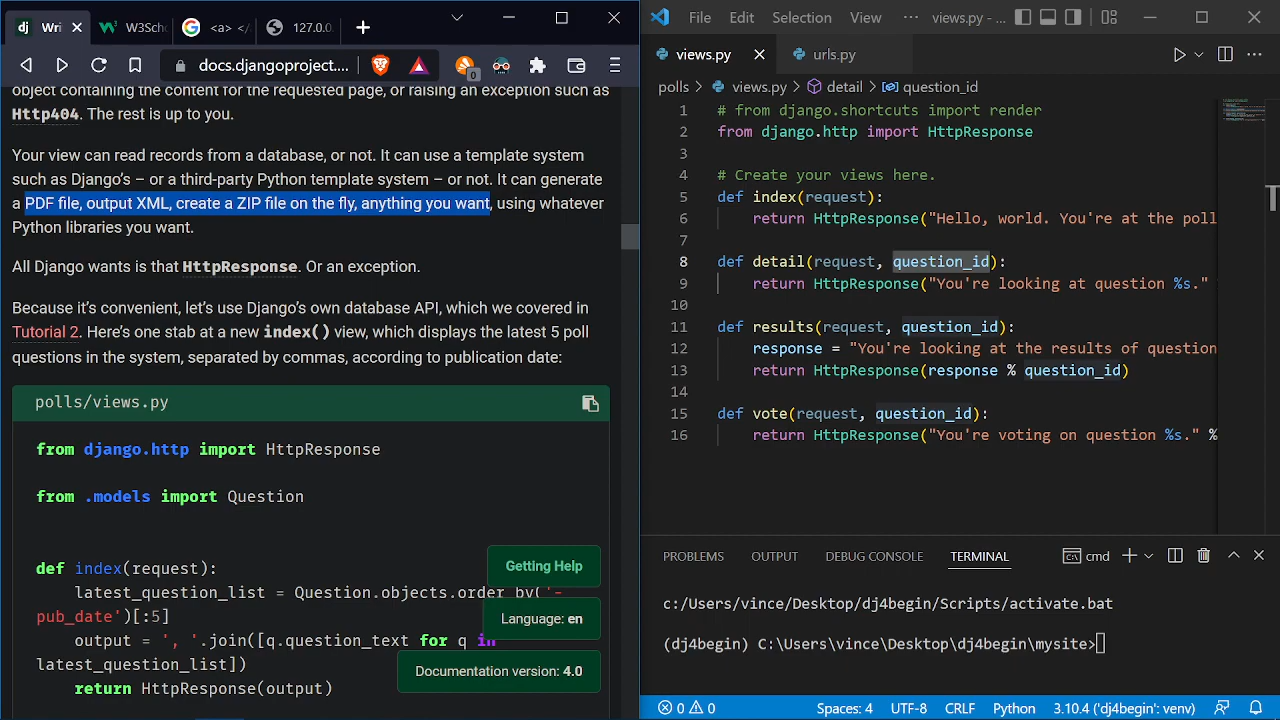 Wri
W3Sch
<a> </
127.0.0.
docs.djangoproject....
0
object containing the content for the requested page, or raising an exception such as
Http404. The rest is up to you.
Your view can read records from a database, or not. It can use a template system
such as Django's – or a third-party Python template system – or not. It can generate
a PDF file, output XML, create a ZIP file on the fly, anything you want, using whatever
Python libraries you want.
All Django wants is that HttpResponse. Or an exception.
Because it's convenient, let's use Django's own database API, which we covered in
Tutorial 2. Here's one stab at a new index() view, which displays the latest 5 poll
questions in the system, separated by commas, according to publication date:
polls/views.py
from django.http import HttpResponse
from .models import Question
def index(request):
latest_question_list = Question.objects.order_by('-
pub_date')[:5]
output = ', '.join([q.question_text for q in
latest_question_list])
return HttpResponse(output)
Getting Help
Language: en
Documentation version: 4.0
File Edit Selection View ··· views.py - ...
views.py
urls.py
polls > views.py > detail > question_id
1 # from django.shortcuts import render
2 from django.http import HttpResponse
3
4 # Create your views here.
5 def index(request):
6 return HttpResponse("Hello, world. You're at the poll
7
8 def detail(request, question_id):
9 return HttpResponse("You're looking at question %s."
10
11 def results(request, question_id):
12 response = "You're looking at the results of question
13 return HttpResponse(response % question_id)
14
15 def vote(request, question_id):
16 return HttpResponse("You're voting on question %s." %
PROBLEMS OUTPUT DEBUG CONSOLE TERMINAL cmd
c:/Users/vince/Desktop/dj4begin/Scripts/activate.bat
(dj4begin) C:\Users\vince\Desktop\dj4begin\mysite>
0 0 Spaces: 4 UTF-8 CRLF Python 3.10.4 ('dj4begin': venv)